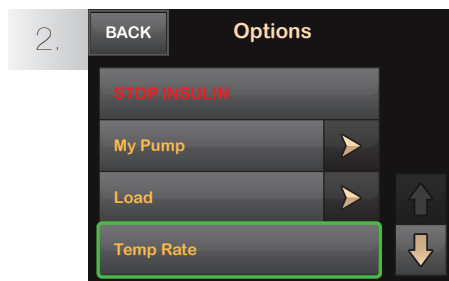 2.
BACK
Options
STOP INSULIN
My Pump
Load
Temp Rate